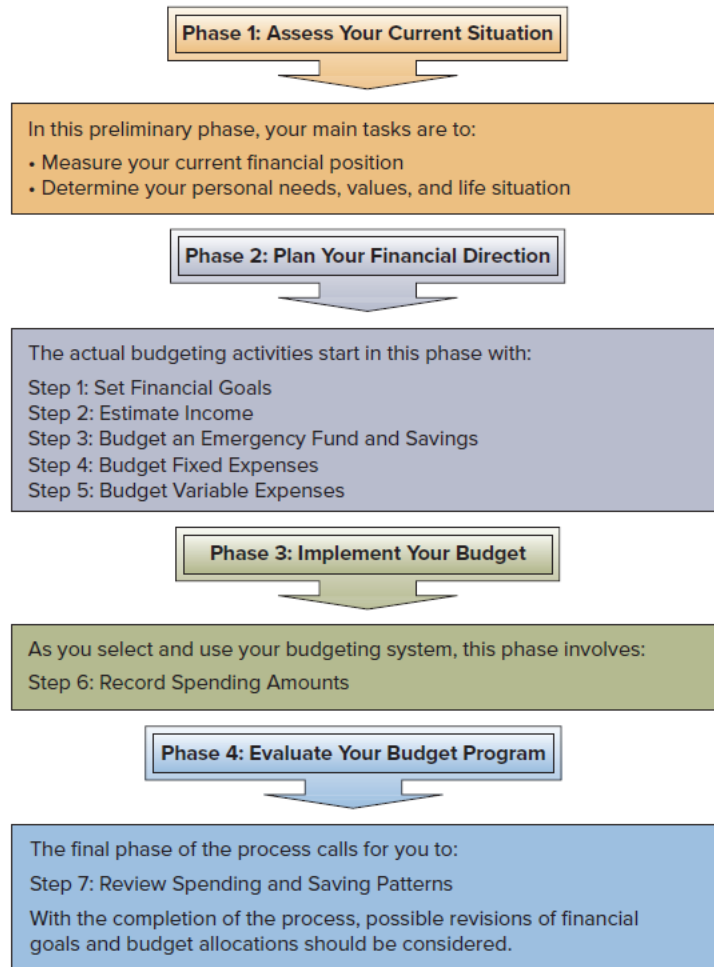 Phase 1: Assess Your Current Situation
In this preliminary phase, your main tasks are to:
• Measure your current financial position
• Determine your personal needs, values, and life situation
Phase 2: Plan Your Financial Direction
The actual budgeting activities start in this phase with:
Step 1: Set Financial Goals
Step 2: Estimate Income
Step 3: Budget an Emergency Fund and Savings
Step 4: Budget Fixed Expenses
Step 5: Budget Variable Expenses
Phase 3: Implement Your Budget
As you select and use your budgeting system, this phase involves:
Step 6: Record Spending Amounts
Phase 4: Evaluate Your Budget Program
The final phase of the process calls for you to:
Step 7: Review Spending and Saving Patterns
With the completion of the process, possible revisions of financial
goals and budget allocations should be considered.